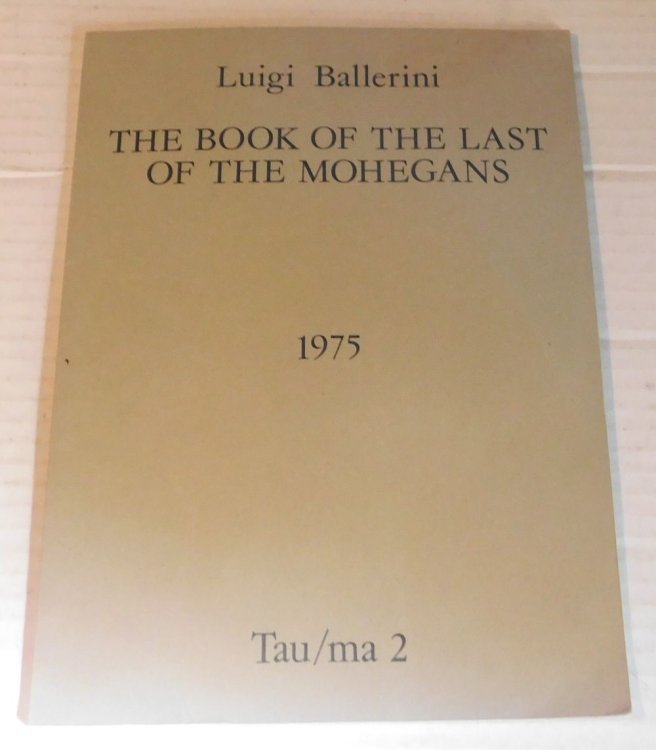 Luigi Ballerini
THE BOOK OF THE LAST
OF THE MOHEGANS
1975
Tau/ma 2